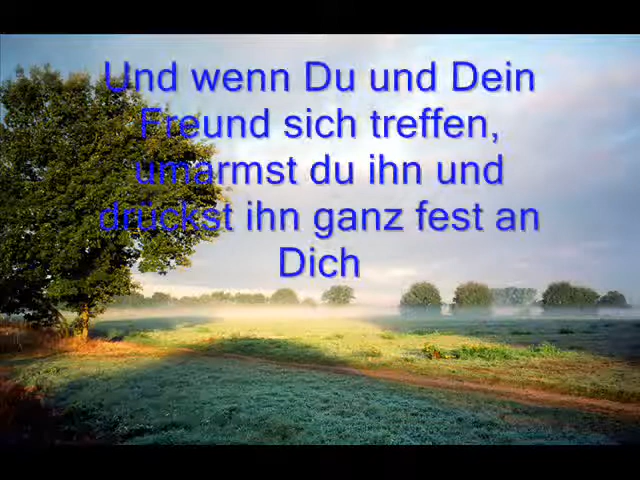 Und wenn Du und Dein
Freund sich treffen,
umarmst du ihn und
drückst ihn ganz fest an
Dich